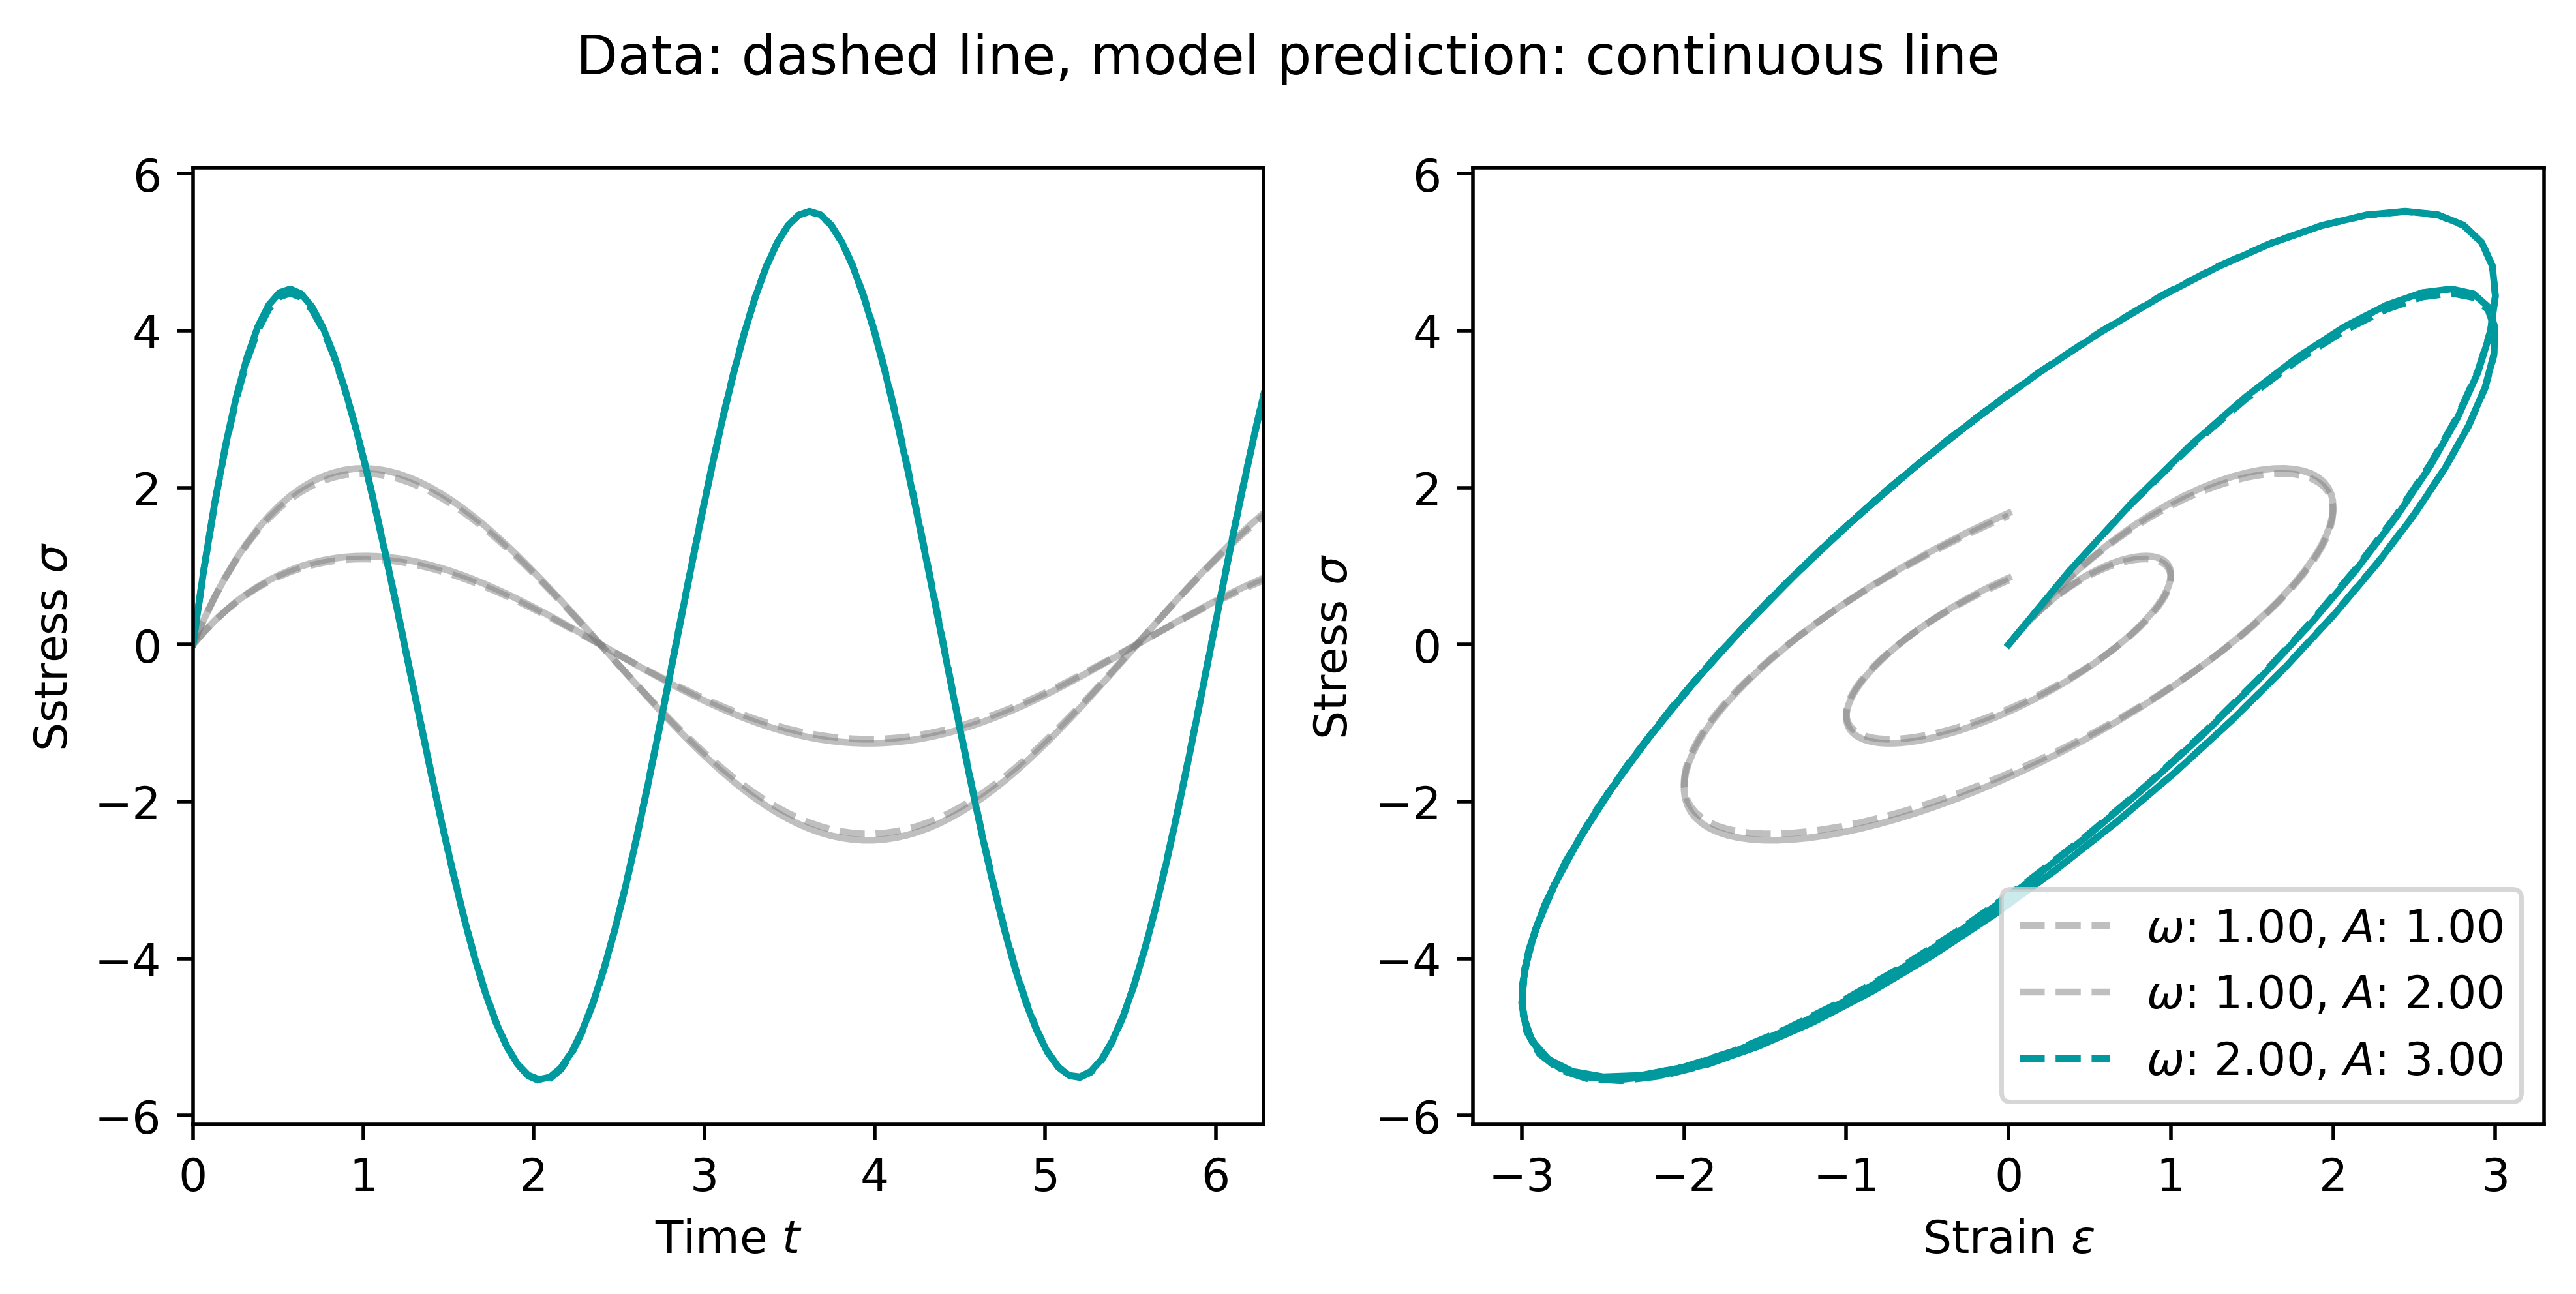 Data: dashed line, model prediction: continuous line
Sstress σ
6
4
2
0
−2
−4
−6
0 1 2 3 4 5 6
Time t
Stress σ
6
4
2
0
−2
−4
−6
−3 −2 −1 0 1 2 3
Strain ε
ω: 1.00, A: 1.00
ω: 1.00, A: 2.00
ω: 2.00, A: 3.00